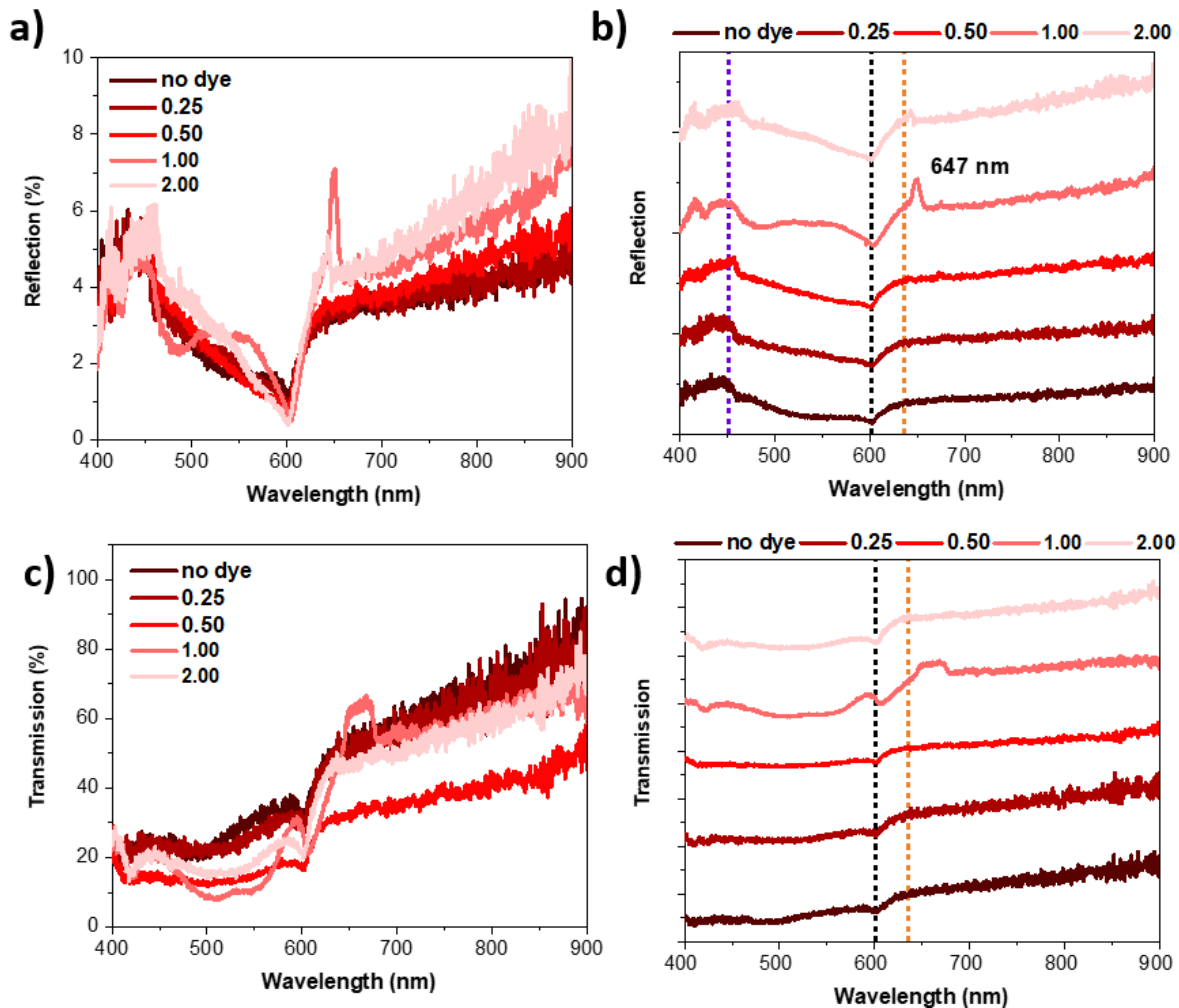 a)
no dye
0.25
0.50
1.00
2.00
10
8
6
4
2
0
Reflection (%)
400 500 600 700 800 900
Wavelength (nm)
b)
no dye 0.25 0.50 1.00 2.00
647 nm
Reflection
400 500 600 700 800 900
Wavelength (nm)
c)
no dye
0.25
0.50
1.00
2.00
100
80
60
40
20
0
Transmission (%)
400 500 600 700 800 900
Wavelength (nm)
d)
no dye 0.25 0.50 1.00 2.00
Transmission
400 500 600 700 800 900
Wavelength (nm)